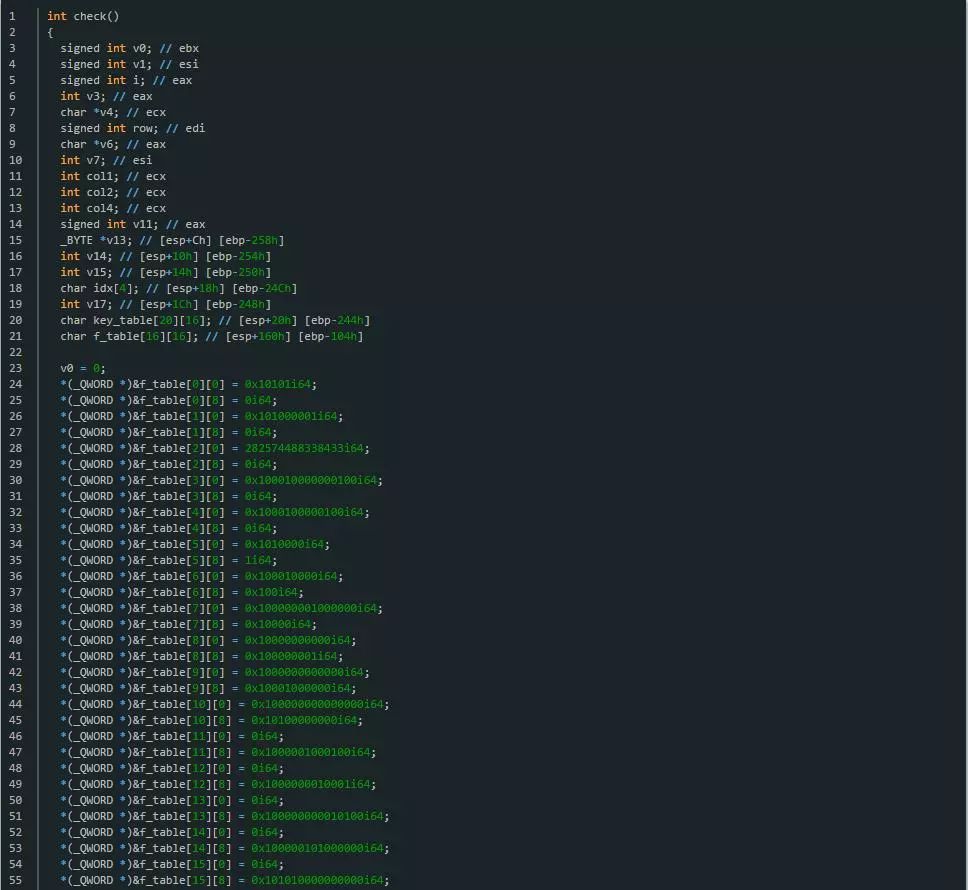 1 int check()
2 {
3 signed int v0; // ebx
4 signed int v1; // esi
5 signed int i; // eax
6 int v3; // eax
7 char *v4; // ecx
8 signed int row; // edi
9 char *v6; // eax
10 int v7; // esi
11 int col1; // ecx
12 int col2; // ecx
13 int col4; // ecx
14 signed int v11; // eax
15 _BYTE *v13; // [esp+Ch] [ebp-258h]
16 int v14; // [esp+10h] [ebp-254h]
17 int v15; // [esp+14h] [ebp-250h]
18 char idx[4]; // [esp+18h] [ebp-24Ch]
19 int v17; // [esp+1Ch] [ebp-248h]
20 char key_table[20][16]; // [esp+20h] [ebp-244h]
21 char f_table[16][16]; // [esp+160h] [ebp-104h]
22
23 v0 = 0;
24 *(_QWORD *)&f_table[0][0] = 0x10101i64;
25 *(_QWORD *)&f_table[0][8] = 0i64;
26 *(_QWORD *)&f_table[1][0] = 0x101000001i64;
27 *(_QWORD *)&f_table[1][8] = 0i64;
28 *(_QWORD *)&f_table[2][0] = 282574488338433i64;
29 *(_QWORD *)&f_table[2][8] = 0i64;
30 *(_QWORD *)&f_table[3][0] = 0x100010000000100i64;
31 *(_QWORD *)&f_table[3][8] = 0i64;
32 *(_QWORD *)&f_table[4][0] = 0x1000100000100i64;
33 *(_QWORD *)&f_table[4][8] = 0i64;
34 *(_QWORD *)&f_table[5][0] = 0x1010000i64;
35 *(_QWORD *)&f_table[5][8] = 1i64;
36 *(_QWORD *)&f_table[6][0] = 0x100010000i64;
37 *(_QWORD *)&f_table[6][8] = 0x100i64;
38 *(_QWORD *)&f_table[7][0] = 0x100000001000000i64;
39 *(_QWORD *)&f_table[7][8] = 0x10000i64;
40 *(_QWORD *)&f_table[8][0] = 0x10000000000i64;
41 *(_QWORD *)&f_table[8][8] = 0x100000001i64;
42 *(_QWORD *)&f_table[9][0] = 0x1000000000000i64;
43 *(_QWORD *)&f_table[9][8] = 0x10001000000i64;
44 *(_QWORD *)&f_table[10][0] = 0x100000000000000i64;
45 *(_QWORD *)&f_table[10][8] = 0x10100000000i64;
46 *(_QWORD *)&f_table[11][0] = 0i64;
47 *(_QWORD *)&f_table[11][8] = 0x1000001000100i64;
48 *(_QWORD *)&f_table[12][0] = 0i64;
49 *(_QWORD *)&f_table[12][8] = 0x1000000010001i64;
50 *(_QWORD *)&f_table[13][0] = 0i64;
51 *(_QWORD *)&f_table[13][8] = 0x100000000010100i64;
52 *(_QWORD *)&f_table[14][0] = 0i64;
53 *(_QWORD *)&f_table[14][8] = 0x100000101000000i64;
54 *(_QWORD *)&f_table[15][0] = 0i64;
55 *(_QWORD *)&f_table[15][8] = 0x101010000000000i64;